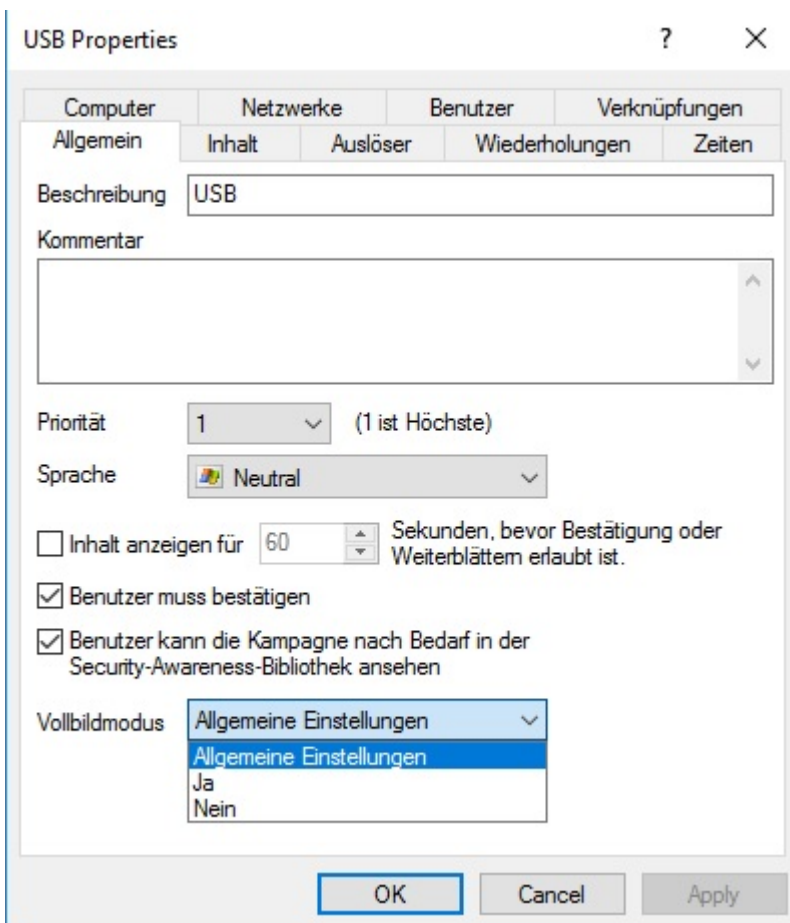 USB Properties
?
Computer
Netzwerke
Benutzer
Verknüpfungen
Allgemein
Inhalt
Auslöser
Wiederholungen
Zeiten
Beschreibung
USB
Kommentar
Priorität
1
(1 ist Höchste)
Sprache
Neutral
Inhalt anzeigen für
60
Sekunden, bevor Bestätigung oder
Weiterblättern erlaubt ist.
Benutzer muss bestätigen
Benutzer kann die Kampagne nach Bedarf in der
Security-Awareness-Bibliothek ansehen
Vollbildmodus
Allgemeine Einstellungen
Allgemeine Einstellungen
Ja
Nein
OK
Cancel
Apply